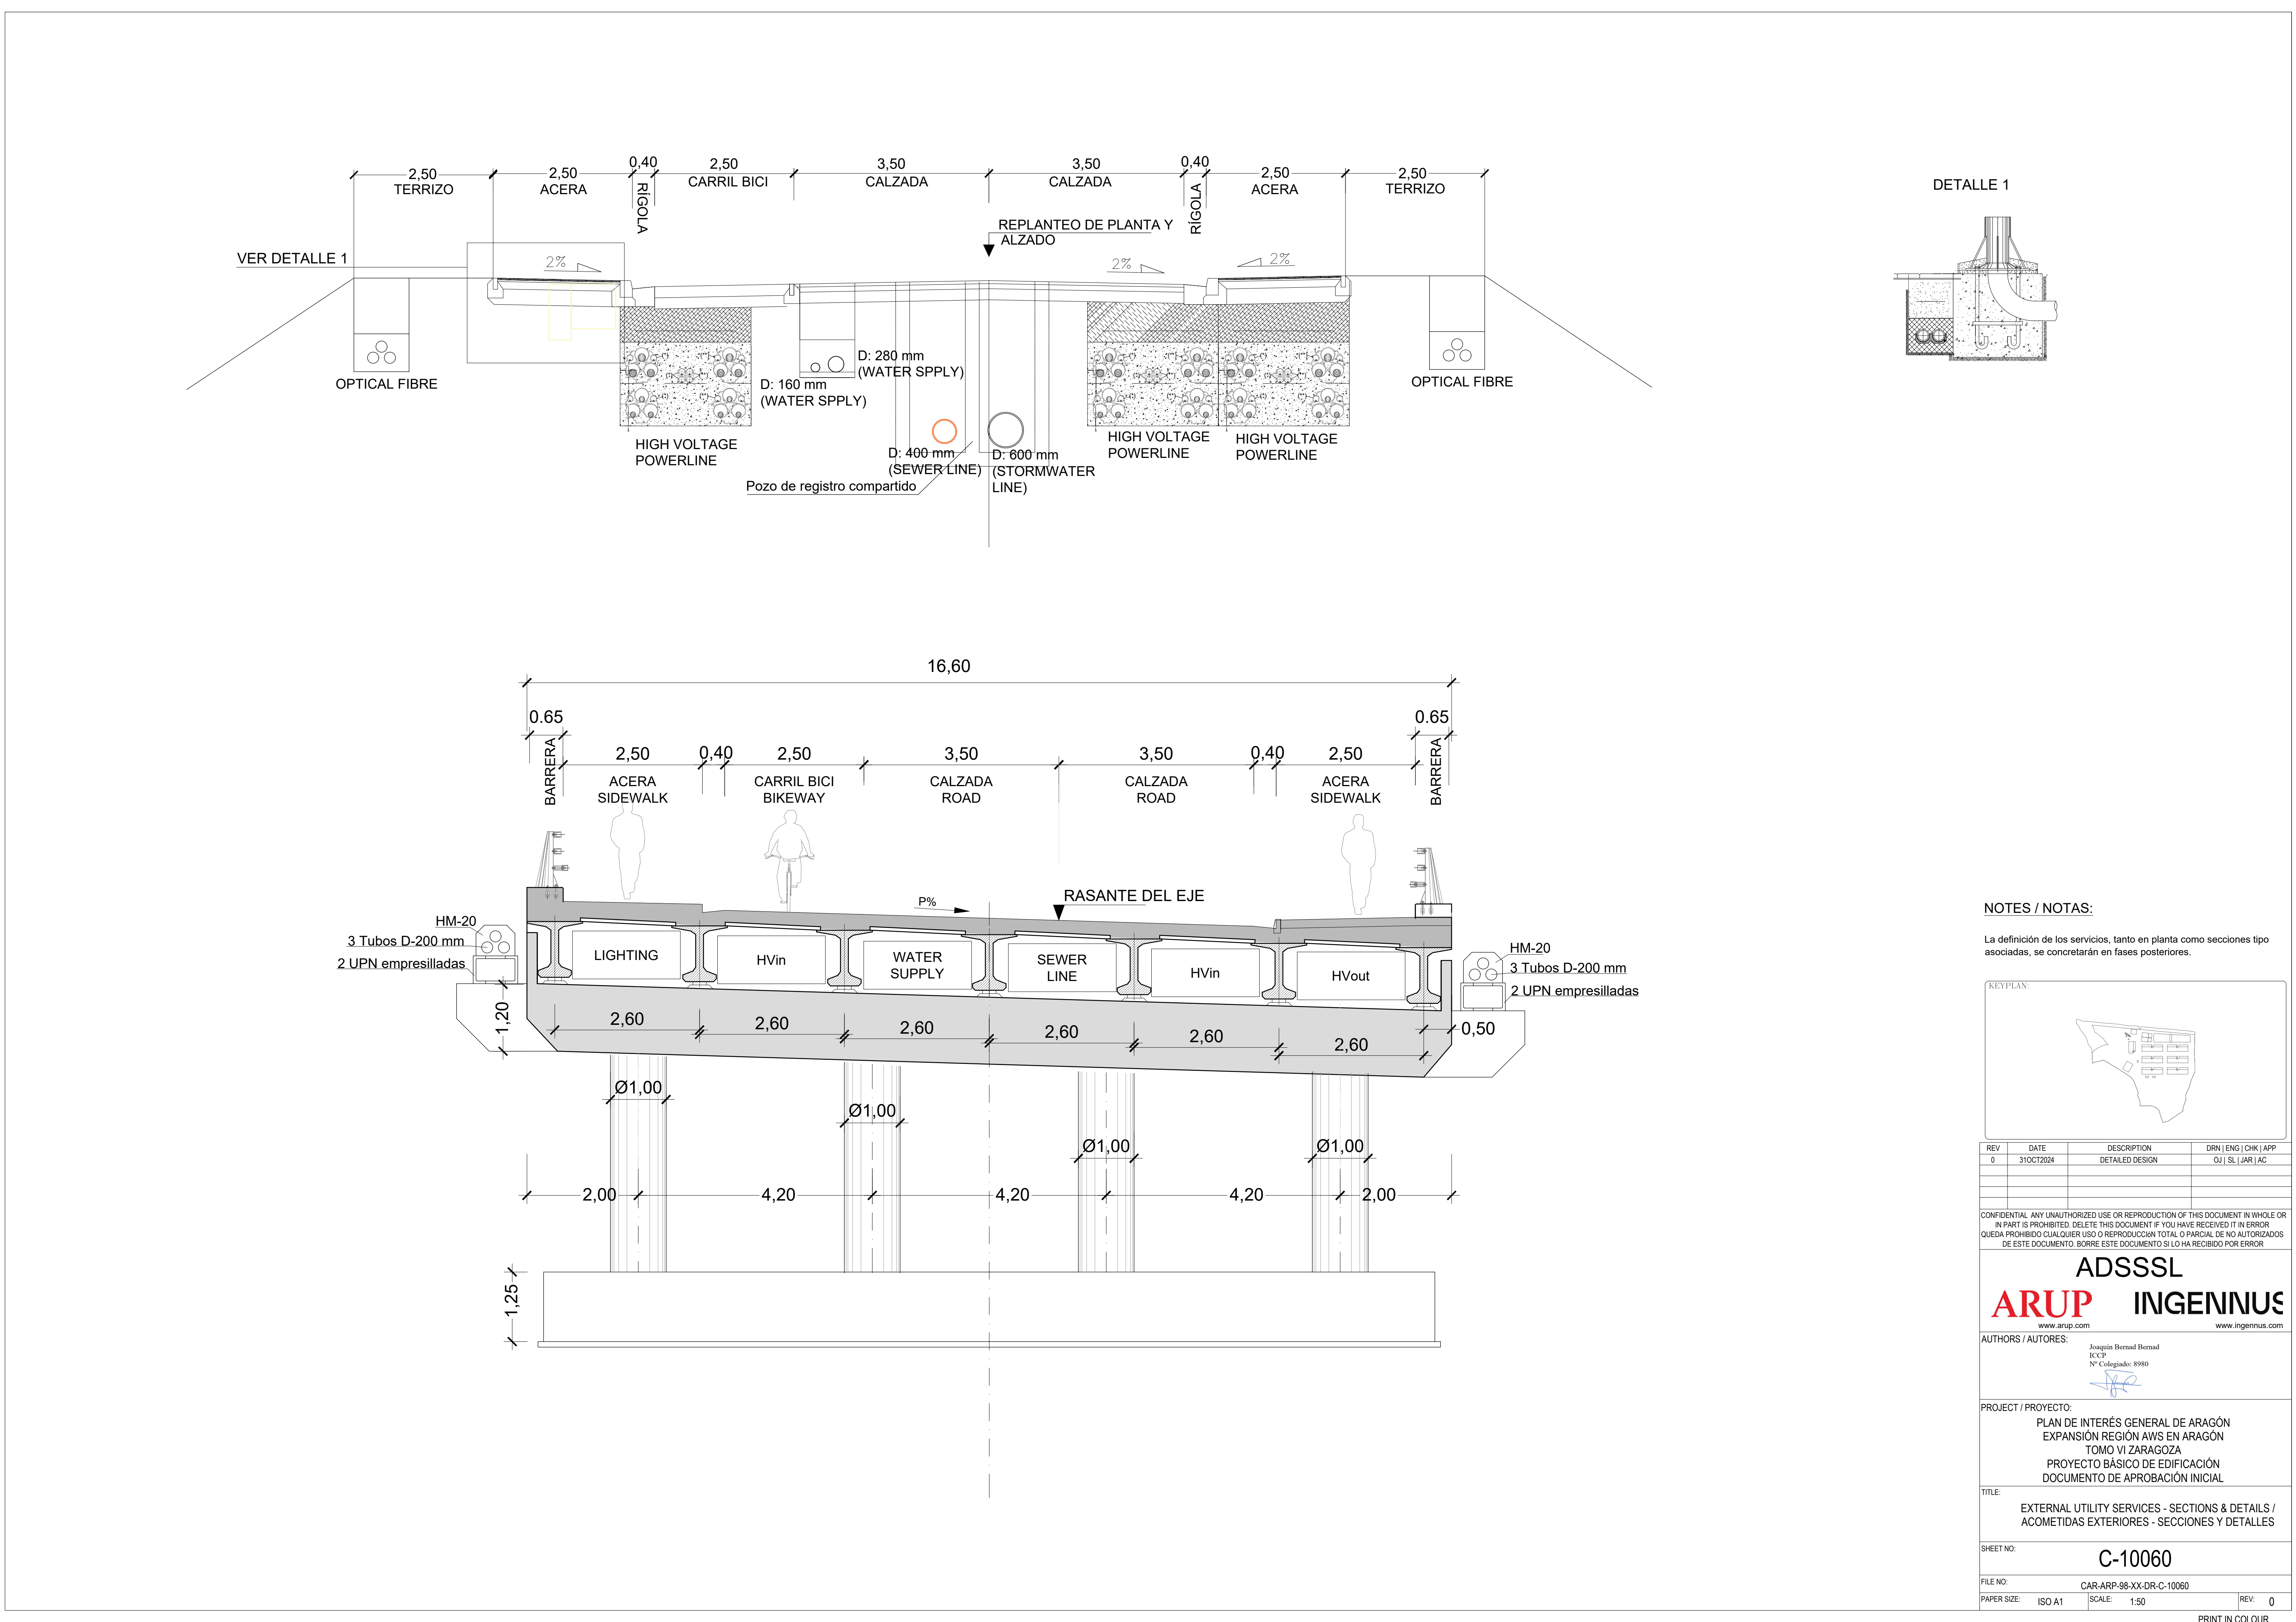 2,50
TERRIZO
2,50
ACERA
0,40
RÍGOLA
2,50
CARRIL BICI
3,50
CALZADA
3,50
CALZADA
0,40
RÍGOLA
2,50
ACERA
2,50
TERRIZO
DETALLE 1
REPLANTEO DE PLANTA Y
ALZADO
VER DETALLE 1
2%
2%
2%
OPTICAL FIBRE
HIGH VOLTAGE
POWERLINE
D: 280 mm
(WATER SPPLY)
D: 160 mm
(WATER SPPLY)
D: 400 mm
(SEWER LINE)
D: 600 mm
(STORMWATER
LINE)
Pozo de registro compartido
HIGH VOLTAGE
POWERLINE
HIGH VOLTAGE
POWERLINE
OPTICAL FIBRE
16,60
0.65
BARRERA
2,50
ACERA
SIDEWALK
0,40
2,50
CARRIL BICI
BIKEWAY
3,50
CALZADA
ROAD
3,50
CALZADA
ROAD
0,40
2,50
ACERA
SIDEWALK
0.65
BARRERA
P%
RASANTE DEL EJE
HM-20
3 Tubos D-200 mm
2 UPN empresilladas
LIGHTING
HVin
WATER
SUPPLY
SEWER
LINE
HVin
HVout
HM-20
3 Tubos D-200 mm
2 UPN empresilladas
1,20
2,60
2,60
2,60
2,60
2,60
2,60
0,50
Ø1,00
Ø1,00
Ø1,00
Ø1,00
2,00
4,20
4,20
4,20
2,00
1,25
NOTES / NOTAS:
La definición de los servicios, tanto en planta como secciones tipo
asociadas, se concretarán en fases posteriores.
KEYPLAN:
REV DATE DESCRIPTION DRN | ENG | CHK | APP
0 31OCT2024 DETAILED DESIGN OJ | SL | JAR | AC
CONFIDENTIAL ANY UNAUTHORIZED USE OR REPRODUCTION OF THIS DOCUMENT IN WHOLE OR
IN PART IS PROHIBITED. DELETE THIS DOCUMENT IF YOU HAVE RECEIVED IT IN ERROR
QUEDA PROHIBIDO CUALQUIER USO O REPRODUCCIóN TOTAL O PARCIAL DE NO AUTORIZADOS
DE ESTE DOCUMENTO. BORRE ESTE DOCUMENTO SI LO HA RECIBIDO POR ERROR
ADSSSL
ARUP INGENNUS
www.arup.com www.ingennus.com
AUTHORS / AUTORES:
Joaquín Bernad Bernad
ICCP
Nº Colegiado: 8980
PROJECT / PROYECTO:
PLAN DE INTERÉS GENERAL DE ARAGÓN
EXPANSIÓN REGIÓN AWS EN ARAGÓN
TOMO VI ZARAGOZA
PROYECTO BÁSICO DE EDIFICACIÓN
DOCUMENTO DE APROBACIÓN INICIAL
TITLE:
EXTERNAL UTILITY SERVICES - SECTIONS & DETAILS /
ACOMETIDAS EXTERIORES - SECCIONES Y DETALLES
SHEET NO:
C-10060
FILE NO:
CAR-ARP-98-XX-DR-C-10060
PAPER SIZE: ISO A1 SCALE: 1:50 REV: 0
PRINT IN COLOUR